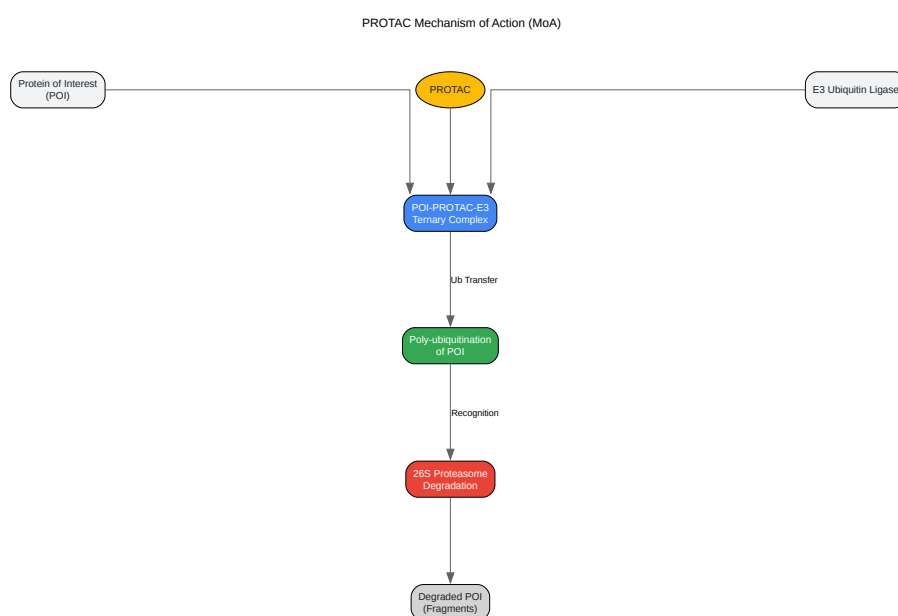 PROTAC Mechanism of Action (MoA)
Protein of Interest
(POI)
PROTAC
E3 Ubiquitin Ligase
POI-PROTAC-E3
Ternary Complex
Ub Transfer
Poly-ubiquitination
of POI
Recognition
26S Proteasome
Degradation
Degraded POI
(Fragments)